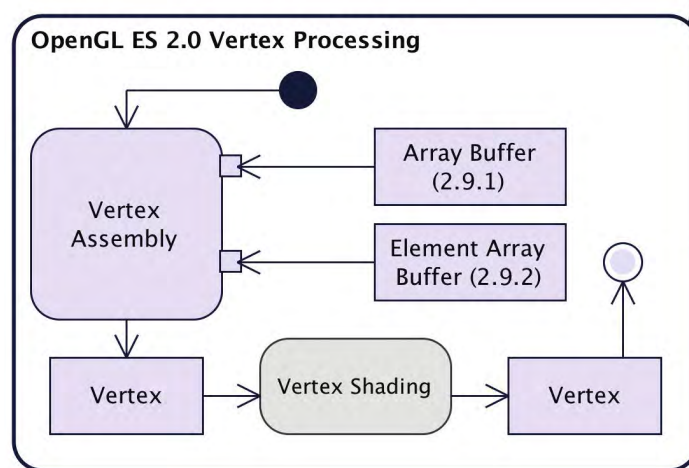 OpenGL ES 2.0 Vertex Processing
Array Buffer
(2.9.1)
Vertex
Assembly
Element Array
Buffer (2.9.2)
Vertex
Vertex Shading
Vertex